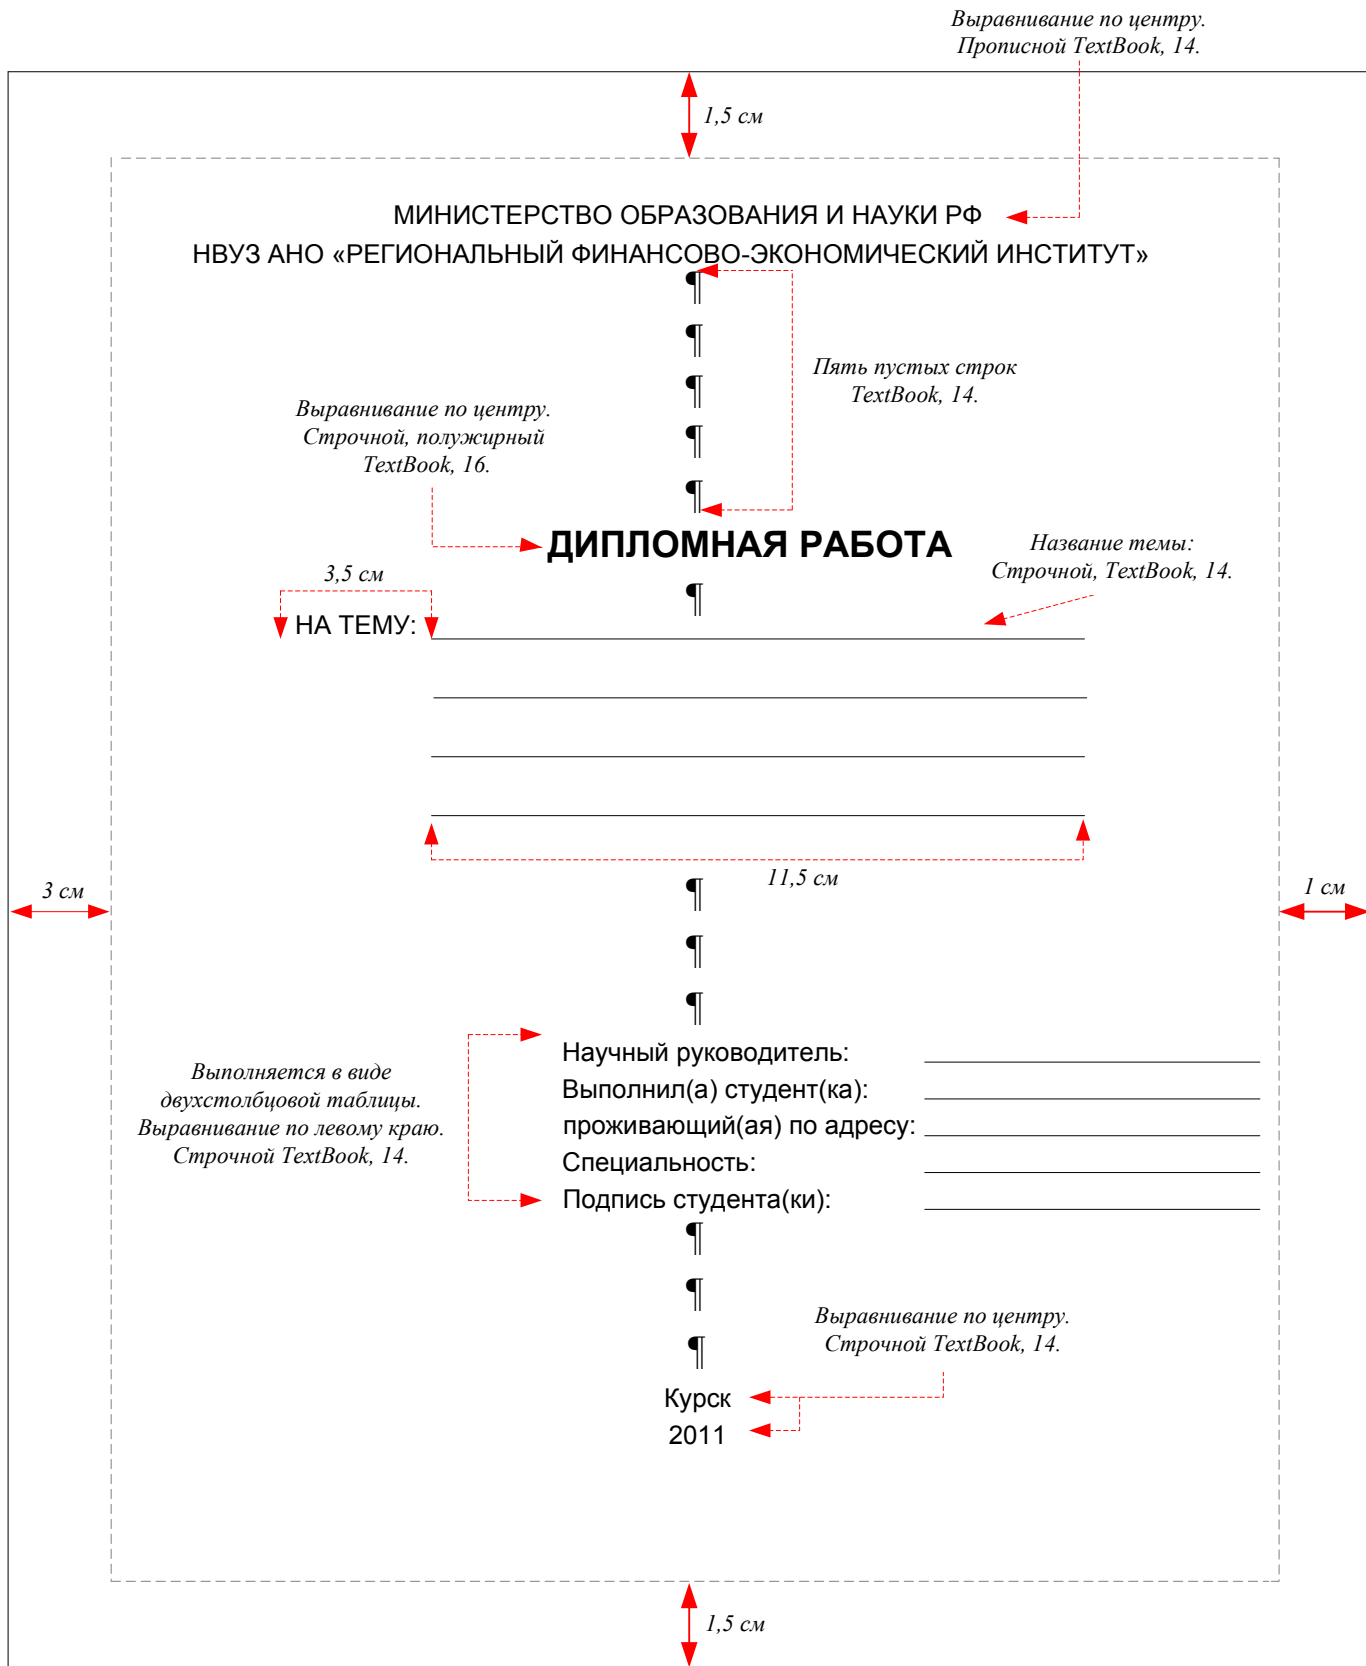 Выравнивание по центру.
Прописной TextBook, 14.
1,5 см
МИНИСТЕРСТВО ОБРАЗОВАНИЯ И НАУКИ РФ
НВУЗ АНО «РЕГИОНАЛЬНЫЙ ФИНАНСОВО-ЭКОНОМИЧЕСКИЙ ИНСТИТУТ»
¶
¶
Пять пустых строк
TextBook, 14.
¶
Выравнивание по центру.
Строчной, полужирный
TextBook, 16.
¶
¶
ДИПЛОМНАЯ РАБОТА
Название темы:
Строчной, TextBook, 14.
3,5 см
¶
НА ТЕМУ:
11,5 см
3 см
1 см
¶
¶
¶
Выполняется в виде
двухстолбцовой таблицы.
Выравнивание по левому краю.
Строчной TextBook, 14.
Научный руководитель:
Выполнил(а) студент(ка):
проживающий(ая) по адресу:
Специальность:
Подпись студента(ки):
¶
¶
Выравнивание по центру.
Строчной TextBook, 14.
¶
Курск
2011
1,5 см